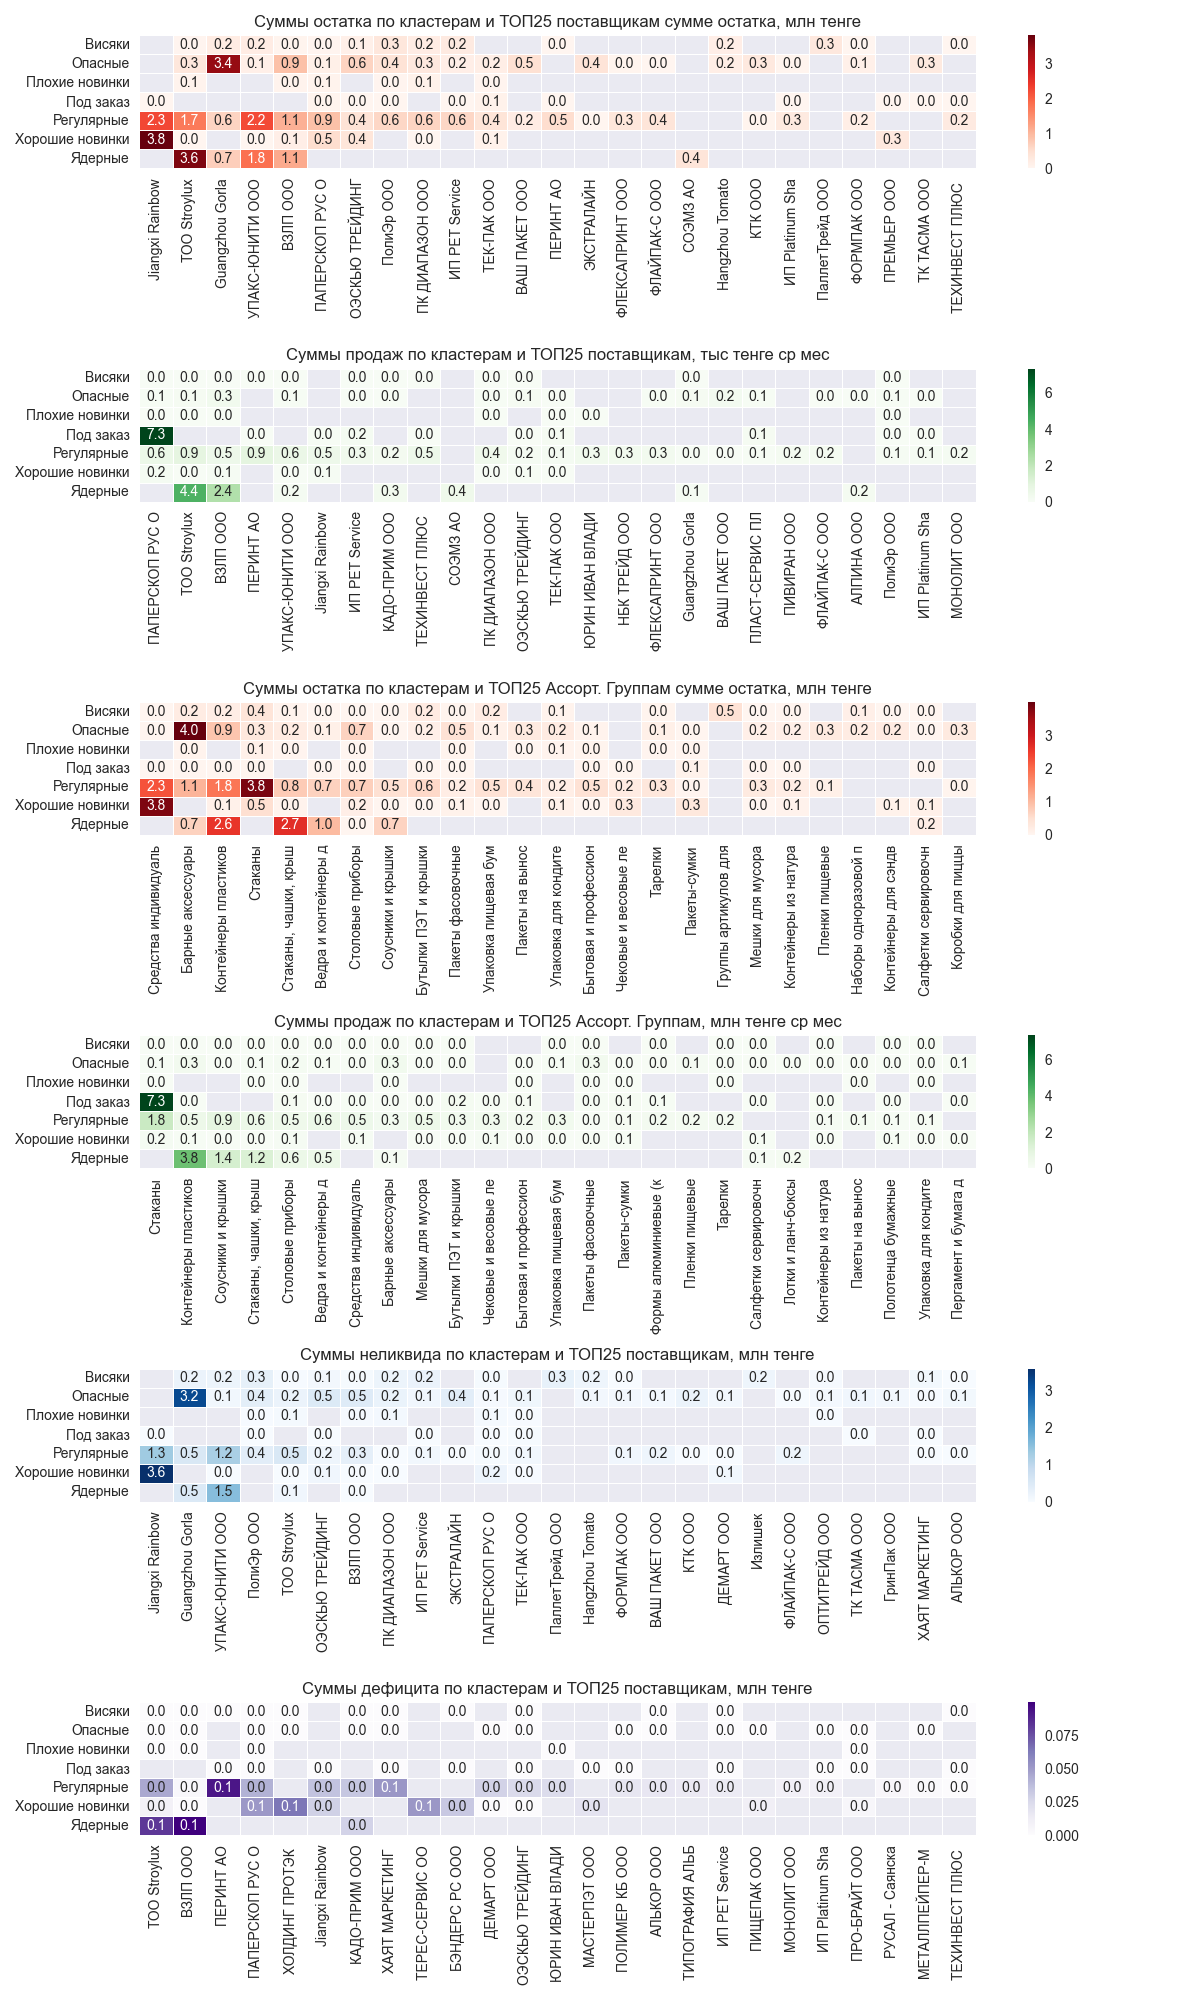 Суммы остатка по кластерам и ТОП25 поставщикам сумме остатка, млн тенге
Висяки 0.0 0.2 0.2 0.0 0.0 0.1 0.3 0.2 0.2 0.0 0.2 0.3 0.0 0.0
Опасные 0.3 3.4 0.1 0.9 0.1 0.6 0.4 0.3 0.2 0.2 0.5 0.4 0.0 0.0 0.2 0.3 0.0 0.1 0.3
Плохие новинки 0.1 0.0 0.1 0.0 0.1 0.0
Под заказ 0.0 0.0 0.0 0.0 0.0 0.1 0.0 0.0 0.0 0.0 0.0
Регулярные 2.3 1.7 0.6 2.2 1.1 0.9 0.4 0.6 0.6 0.6 0.4 0.2 0.5 0.0 0.3 0.4 0.0 0.3 0.2 0.2
Хорошие новинки 3.8 0.0 0.0 0.1 0.5 0.4 0.0 0.1 0.3
Ядерные 3.6 0.7 1.8 1.1 0.4
3
2
1
0
Jiangxi Rainbow
ТОО Stroylux
Guangzhou Gorla
УПАКС-ЮНИТИ ООО
ВЗЛП ООО
ПАПЕРСКОП РУС О
ОЭСКЬЮ ТРЕЙДИНГ
ПолиЭр ООО
ПК ДИАПАЗОН ООО
ИП РЕТ Service
ТЕК-ПАК ООО
ВАШ ПАКЕТ ООО
ПЕРИНТ АО
ЭКСТРАЛАЙН
ФЛЕКСАПРИНТ ООО
ФЛАЙПАК-С ООО
СОЭМЗ АО
Hangzhou Tomato
КТК ООО
ИП Platinum Sha
ПаллетТрейд ООО
ФОРМПАК ООО
ПРЕМЬЕР ООО
ТК ТАСМА ООО
ТЕХИНВЕСТ ПЛЮС
Суммы продаж по кластерам и ТОП25 поставщикам, тыс тенге ср мес
Висяки 0.0 0.0 0.0 0.0 0.0 0.0 0.0 0.0 0.0 0.0 0.0 0.0
Опасные 0.1 0.1 0.3 0.1 0.0 0.0 0.0 0.1 0.0 0.0 0.1 0.2 0.1 0.0 0.0 0.1 0.0
Плохие новинки 0.0 0.0 0.0 0.0 0.0 0.0 0.0
Под заказ 7.3 0.0 0.0 0.2 0.0 0.0 0.1 0.1 0.0 0.0
Регулярные 0.6 0.9 0.5 0.9 0.6 0.5 0.3 0.2 0.5 0.4 0.2 0.1 0.3 0.3 0.3 0.0 0.0 0.1 0.2 0.2 0.1 0.1 0.2
Хорошие новинки 0.2 0.0 0.1 0.0 0.1 0.0 0.1 0.0
Ядерные 4.4 2.4 0.2 0.3 0.4 0.1 0.2
6
4
2
0
ПАПЕРСКОП РУС О
ТОО Stroylux
ВЗЛП ООО
ПЕРИНТ АО
УПАКС-ЮНИТИ ООО
Jiangxi Rainbow
ИП РЕТ Service
КАДО-ПРИМ ООО
ТЕХИНВЕСТ ПЛЮС
СОЭМЗ АО
ПК ДИАПАЗОН ООО
ОЭСКЬЮ ТРЕЙДИНГ
ТЕК-ПАК ООО
ЮРИН ИВАН ВЛАДИ
НБК ТРЕЙД ООО
ФЛЕКСАПРИНТ ООО
Guangzhou Gorla
ВАШ ПАКЕТ ООО
ПЛАСТ-СЕРВИС ПЛ
ПИВИРАН ООО
ФЛАЙПАК-С ООО
АЛПИНА ООО
ПолиЭр ООО
ИП Platinum Sha
МОНОЛИТ ООО
Суммы остатка по кластерам и ТОП25 Ассорт. Группам сумме остатка, млн тенге
Висяки 0.0 0.2 0.2 0.4 0.1 0.0 0.0 0.0 0.2 0.0 0.2 0.1 0.0 0.5 0.0 0.0 0.1 0.0 0.0
Опасные 0.0 4.0 0.9 0.3 0.2 0.1 0.7 0.0 0.2 0.5 0.1 0.3 0.2 0.1 0.1 0.0 0.2 0.2 0.3 0.2 0.2 0.0 0.3
Плохие новинки 0.0 0.1 0.0 0.0 0.0 0.0 0.1 0.0 0.0 0.0
Под заказ 0.0 0.0 0.0 0.0 0.0 0.0 0.0 0.0 0.0 0.1 0.0 0.0 0.0
Регулярные 2.3 1.1 1.8 3.8 0.8 0.7 0.7 0.5 0.6 0.2 0.5 0.4 0.2 0.5 0.2 0.3 0.0 0.3 0.2 0.1 0.0
Хорошие новинки 3.8 0.1 0.5 0.0 0.2 0.0 0.0 0.1 0.0 0.1 0.0 0.3 0.3 0.0 0.1 0.1 0.1
Ядерные 0.7 2.6 2.7 1.0 0.0 0.7 0.2
3
2
1
0
Средства индивидуаль
Барные аксессуары
Контейнеры пластиков
Стаканы
Стаканы, чашки, крыш
Ведра и контейнеры д
Столовые приборы
Соусники и крышки
Бутылки ПЭТ и крышки
Пакеты фасовочные
Упаковка пищевая бум
Пакеты на вынос
Упаковка для кондите
Бытовая и профессион
Чековые и весовые ле
Тарелки
Пакеты-сумки
Группы артикулов для
Мешки для мусора
Контейнеры из натура
Пленки пищевые
Наборы одноразовой п
Контейнеры для сэндв
Салфетки сервировочн
Коробки для пиццы
Суммы продаж по кластерам и ТОП25 Ассорт. Группам, млн тенге ср мес
Висяки 0.0 0.0 0.0 0.0 0.0 0.0 0.0 0.0 0.0 0.0 0.0 0.0 0.0 0.0 0.0 0.0 0.0
Опасные 0.1 0.3 0.0 0.1 0.2 0.1 0.0 0.3 0.0 0.0 0.0 0.1 0.3 0.0 0.0 0.1 0.0 0.0 0.0 0.0 0.0 0.0 0.0 0.1
Плохие новинки 0.0 0.0 0.0 0.0 0.0 0.0 0.0 0.0 0.0 0.0
Под заказ 7.3 0.0 0.1 0.0 0.0 0.0 0.0 0.2 0.0 0.1 0.0 0.1 0.1 0.0 0.0 0.0 0.0
Регулярные 1.8 0.5 0.9 0.6 0.5 0.6 0.5 0.3 0.5 0.3 0.3 0.2 0.3 0.0 0.1 0.2 0.2 0.2 0.1 0.1 0.1 0.1
Хорошие новинки 0.2 0.1 0.0 0.0 0.1 0.1 0.0 0.0 0.1 0.0 0.0 0.1 0.1 0.0 0.1 0.0 0.0
Ядерные 3.8 1.4 1.2 0.6 0.5 0.1 0.1 0.2
6
4
2
0
Стаканы
Контейнеры пластиков
Соусники и крышки
Стаканы, чашки, крыш
Столовые приборы
Ведра и контейнеры д
Средства индивидуаль
Барные аксессуары
Мешки для мусора
Бутылки ПЭТ и крышки
Чековые и весовые ле
Бытовая и профессион
Упаковка пищевая бум
Пакеты фасовочные
Пакеты-сумки
Формы алюминиевые (к
Пленки пищевые
Тарелки
Салфетки сервировочн
Лотки и ланч-боксы
Контейнеры из натура
Пакеты на вынос
Полотенца бумажные
Упаковка для кондите
Пергамент и бумага д
Суммы неликвида по кластерам и ТОП25 поставщикам, млн тенге
Висяки 0.2 0.2 0.3 0.0 0.1 0.0 0.2 0.2 0.0 0.3 0.2 0.0 0.2 0.0 0.1 0.0
Опасные 3.2 0.1 0.4 0.2 0.5 0.5 0.2 0.1 0.4 0.1 0.1 0.1 0.1 0.1 0.2 0.1 0.0 0.1 0.1 0.1 0.0 0.1
Плохие новинки 0.0 0.1 0.0 0.1 0.1 0.0 0.0
Под заказ 0.0 0.0 0.0 0.0 0.0 0.0 0.0 0.0
Регулярные 1.3 0.5 1.2 0.4 0.5 0.2 0.3 0.0 0.1 0.0 0.0 0.1 0.1 0.2 0.0 0.0 0.2 0.0 0.0
Хорошие новинки 3.6 0.0 0.0 0.1 0.0 0.0 0.2 0.0 0.1
Ядерные 0.5 1.5 0.1 0.0
3
2
1
0
Jiangxi Rainbow
Guangzhou Gorla
УПАКС-ЮНИТИ ООО
ПолиЭр ООО
ТОО Stroylux
ОЭСКЬЮ ТРЕЙДИНГ
ВЗЛП ООО
ПК ДИАПАЗОН ООО
ИП РЕТ Service
ЭКСТРАЛАЙН
ПАПЕРСКОП РУС О
ТЕК-ПАК ООО
ПаллетТрейд ООО
Hangzhou Tomato
ФОРМПАК ООО
ВАШ ПАКЕТ ООО
КТК ООО
ДЕМАРТ ООО
Излишек
ФЛАЙПАК-С ООО
ОПТИТРЕЙД ООО
ТК ТАСМА ООО
ГринПак ООО
ХАЯТ МАРКЕТИНГ
АЛЬКОР ООО
Суммы дефицита по кластерам и ТОП25 поставщикам, млн тенге
Висяки 0.0 0.0 0.0 0.0 0.0 0.0 0.0 0.0 0.0 0.0 0.0 0.0
Опасные 0.0 0.0 0.0 0.0 0.0 0.0 0.0 0.0 0.0 0.0 0.0 0.0 0.0 0.0 0.0
Плохие новинки 0.0 0.0 0.0 0.0 0.0
Под заказ 0.0 0.0 0.0 0.0 0.0 0.0 0.0 0.0 0.0 0.0 0.0 0.0
Регулярные 0.0 0.0 0.1 0.0 0.0 0.0 0.1 0.0 0.0 0.0 0.0 0.0 0.0 0.0 0.0 0.0 0.0 0.0 0.0
Хорошие новинки 0.0 0.0 0.1 0.1 0.0 0.1 0.0 0.0 0.0 0.0 0.0 0.0
Ядерные 0.1 0.1 0.0
0.075
0.050
0.025
0.000
ТОО Stroylux
ВЗЛП ООО
ПЕРИНТ АО
ПАПЕРСКОП РУС О
ХОЛДИНГ ПРОТЭК
Jiangxi Rainbow
КАДО-ПРИМ ООО
ХАЯТ МАРКЕТИНГ
ТЕРЕС-СЕРВИС ОО
БЭНДЕРС РС ООО
ДЕМАРТ ООО
ОЭСКЬЮ ТРЕЙДИНГ
ЮРИН ИВАН ВЛАДИ
МАСТЕРПЭТ ООО
ПОЛИМЕР КБ ООО
АЛЬКОР ООО
ТИПОГРАФИЯ АЛЬБ
ИП РЕТ Service
ПИЩЕПАК ООО
МОНОЛИТ ООО
ИП Platinum Sha
ПРО-БРАЙТ ООО
РУСАЛ - Саянска
МЕТАЛЛПЕЙПЕР-М
ТЕХИНВЕСТ ПЛЮС